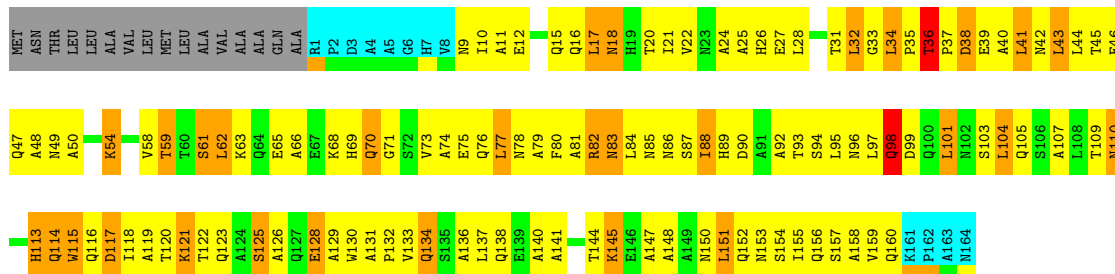 MET ASN THR LEU LEU ALA VAL LEU MET LEU ALA VAL ALA ALA GLN ALA R1 P2 D3 A4 A5 G6 H7 V8 N9 I10 A11 E12 Q15 Q16 L17 N18 H19 T20 I21 V22 N23 A24 A25 H26 E27 L28 T31 L32 G33 L34 P35 T36 P37 D38 E39 A40 L41 N42 L43 L44 T45
Q47 A48 N49 A50 K54 V58 T59 T60 S61 L62 K63 Q64 E65 A66 E67 K68 H69 Q70 G71 S72 V73 A74 E75 Q76 L77 N78 A79 F80 A81 R82 N83 L84 N85 N86 S87 I88 H89 D90 A91 A92 T93 S94 L95 N96 L97 Q98 D99 Q100 L101 N102 S103 L104 Q105 S106 A107 L108 T109 N110
H113 Q114 W115 Q116 D117 I118 A119 T120 K121 T122 Q123 A124 S125 A126 Q127 E128 A129 W130 A131 P132 V133 Q134 S135 A136 L137 Q138 E139 A140 A141 T144 K145 E146 A147 A148 A149 N150 L151 Q152 N153 S154 I155 Q156 S157 A158 V159 Q160 K161 P162 A163 N164